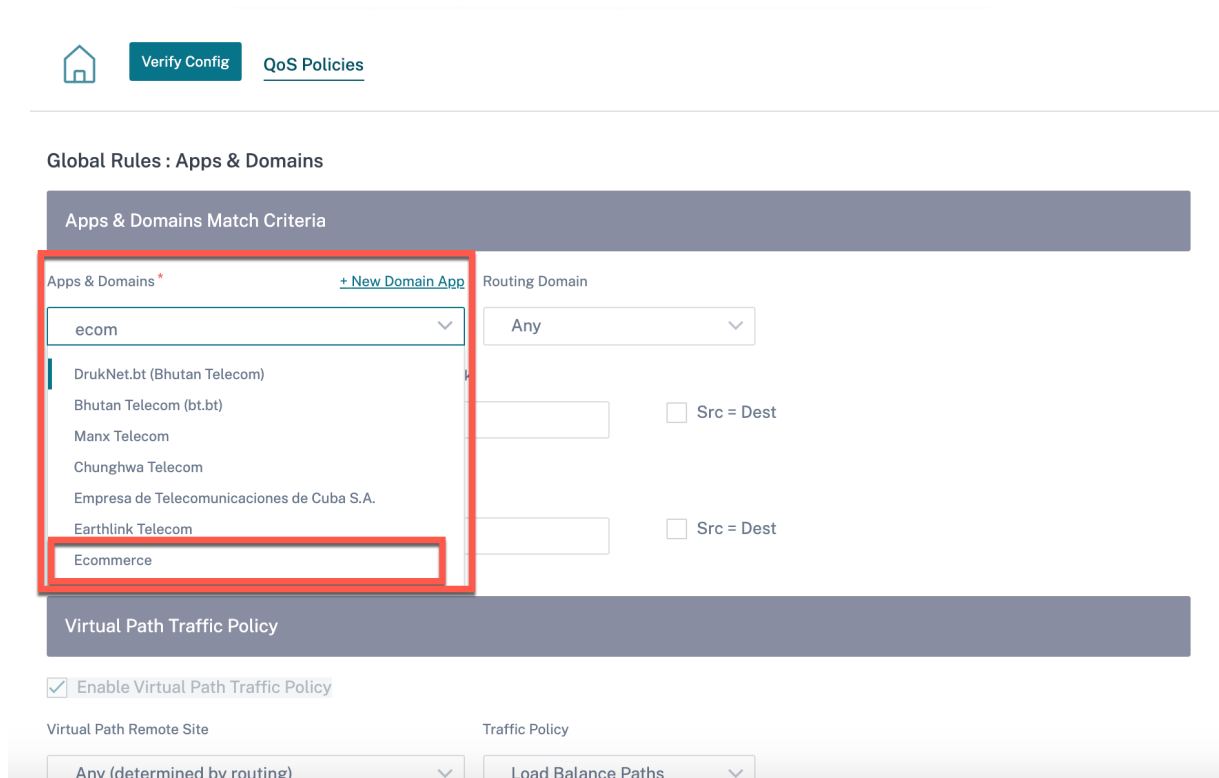 Verify Config
QoS Policies
Global Rules : Apps & Domains
Apps & Domains Match Criteria
Apps & Domains *
+ New Domain App
Routing Domain
ecom
Any
DrukNet.bt (Bhutan Telecom)
Bhutan Telecom (bt.bt)
Manx Telecom
Chunghwa Telecom
Empresa de Telecomunicaciones de Cuba S.A.
Earthlink Telecom
Ecommerce
Src = Dest
Src = Dest
Virtual Path Traffic Policy
Enable Virtual Path Traffic Policy
Virtual Path Remote Site
Traffic Policy
Any (determined by routing)
Load Balance Paths